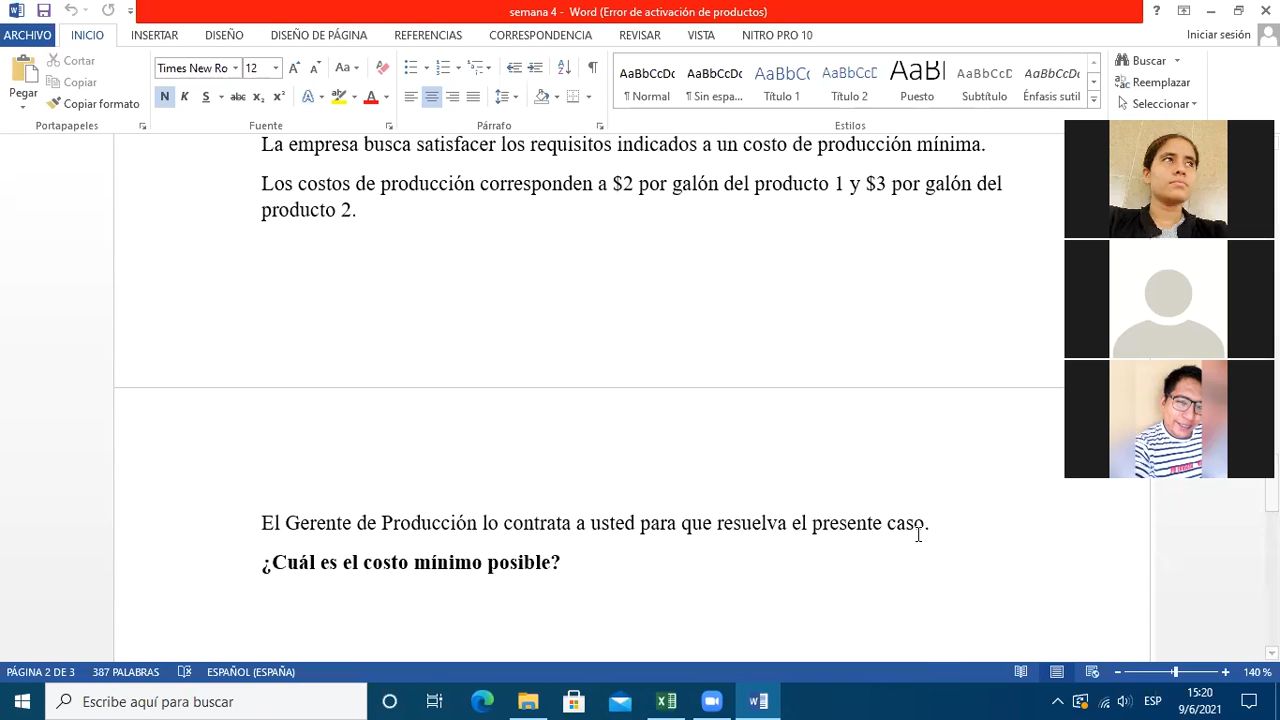 semana 4 - Word (Error de activación de productos)
?
ARCHIVO INICIO INSERTAR DISEÑO DISEÑO DE PÁGINA REFERENCIAS CORRESPONDENCIA REVISAR VISTA NITRO PRO 10 Iniciar sesión
Pegar
Cortar
Copiar
Copiar formato
Portapapeles
Times New Ro 12
N K S abc x₂ x²
Fuente
Párrafo
AaBbCcDc AaBbCcDc AaBbCc AaBbCcC AaBl AaBbCcC AaBbCcDc
¶ Normal ¶ Sin espa... Título 1 Título 2 Puesto Subtítulo Énfasis sutil
Estilos
Buscar
Reemplazar
Seleccionar
La empresa busca satisfacer los requisitos indicados a un costo de producción mínima.
Los costos de producción corresponden a $2 por galón del producto 1 y $3 por galón del
producto 2.
El Gerente de Producción lo contrata a usted para que resuelva el presente caso.
¿Cuál es el costo mínimo posible?
PÁGINA 2 DE 3 387 PALABRAS ESPAÑOL (ESPAÑA) 140 %
Escribe aquí para buscar
ESP
15:20
9/6/2021